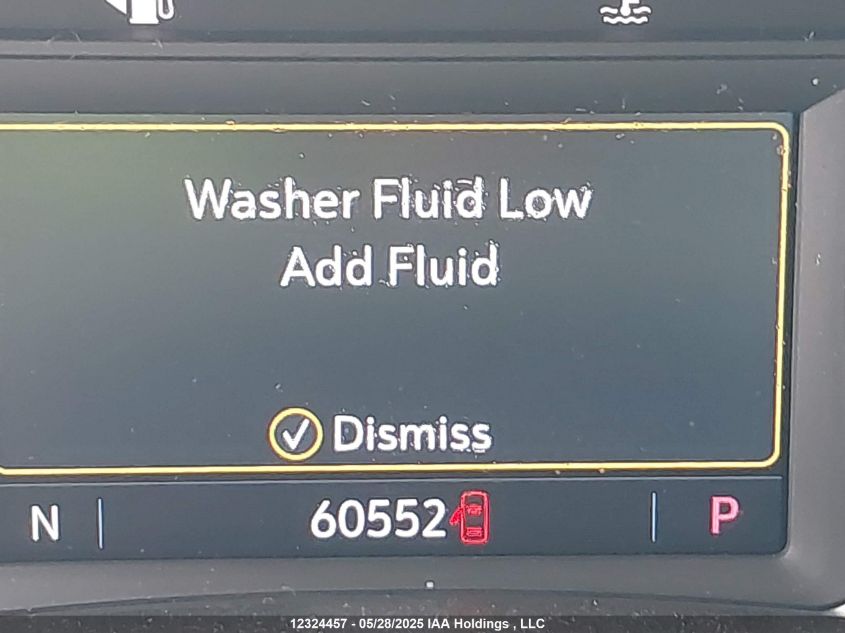 Washer Fluid Low
Add Fluid
Dismiss
N 60552 P
12324457 - 05/28/2025 IAA Holdings , LLC